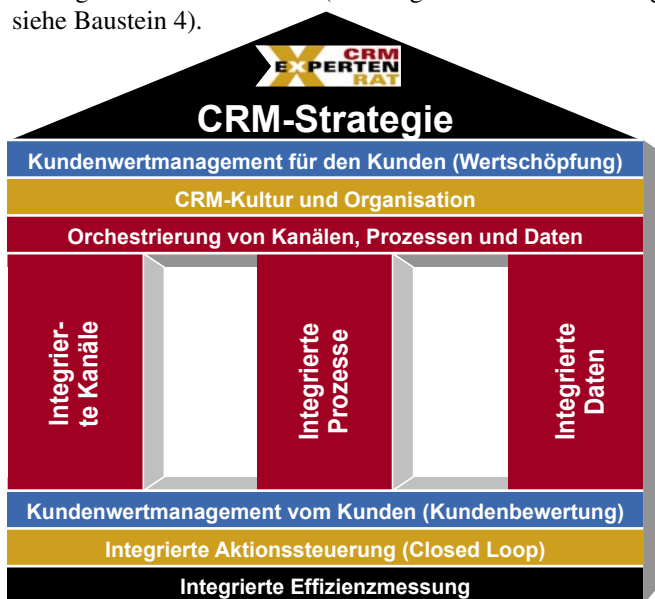 siehe Baustein 4).
CRM
EXPERTEN
RAT
CRM-Strategie
Kundenwertmanagement für den Kunden (Wertschöpfung)
CRM-Kultur und Organisation
Orchestrierung von Kanälen, Prozessen und Daten
Integrier-
te Kanäle
Integrierte
Prozesse
Integrierte
Daten
Kundenwertmanagement vom Kunden (Kundenbewertung)
Integrierte Aktionssteuerung (Closed Loop)
Integrierte Effizienzmessung